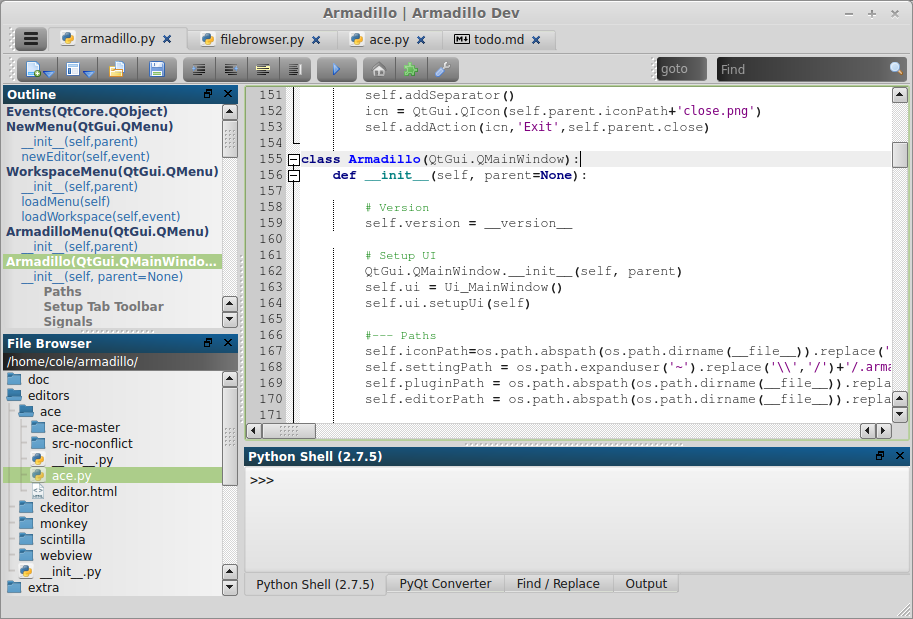 Armadillo | Armadillo Dev
armadillo.py
filebrowser.py
ace.py
todo.md
goto
Find
Outline
Events(QtCore.QObject)
NewMenu(QtGui.QMenu)
__init__(self,parent)
newEditor(self,event)
WorkspaceMenu(QtGui.QMenu)
__init__(self,parent)
loadMenu(self)
loadWorkspace(self,event)
ArmadilloMenu(QtGui.QMenu)
__init__(self,parent)
Armadillo(QtGui.QMainWindo...
__init__(self, parent=None)
Paths
Setup Tab Toolbar
Signals
File Browser
/home/cole/armadillo/
doc
editors
ace
ace-master
src-noconflict
__init__.py
ace.py
editor.html
ckeditor
monkey
scintilla
webview
__init__.py
extra
151 self.addSeparator()
152 icn = QtGui.QIcon(self.parent.iconPath+'close.png')
153 self.addAction(icn,'Exit',self.parent.close)
154
155 class Armadillo(QtGui.QMainWindow):
156 def __init__(self, parent=None):
157
158 # Version
159 self.version = __version__
160
161 # Setup UI
162 QtGui.QMainWindow.__init__(self, parent)
163 self.ui = Ui_MainWindow()
164 self.ui.setupUi(self)
165
166 #--- Paths
167 self.iconPath=os.path.abspath(os.path.dirname(__file__)).replace('
168 self.settingPath = os.path.expanduser('~').replace('\\','/')+'/.arma
169 self.pluginPath = os.path.abspath(os.path.dirname(__file__)).repla
170 self.editorPath = os.path.abspath(os.path.dirname(__file__)).repla
171
Python Shell (2.7.5)
>>>
Python Shell (2.7.5)
PyQt Converter
Find / Replace
Output